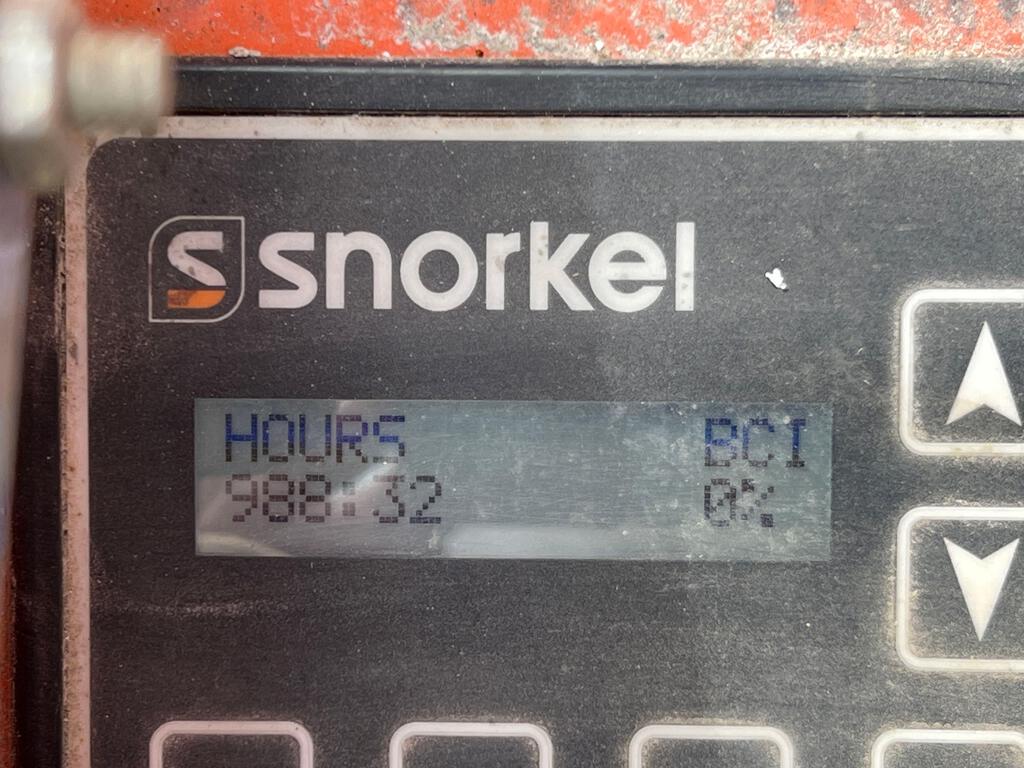 snorkel
HOURS BCI
988:32 0%